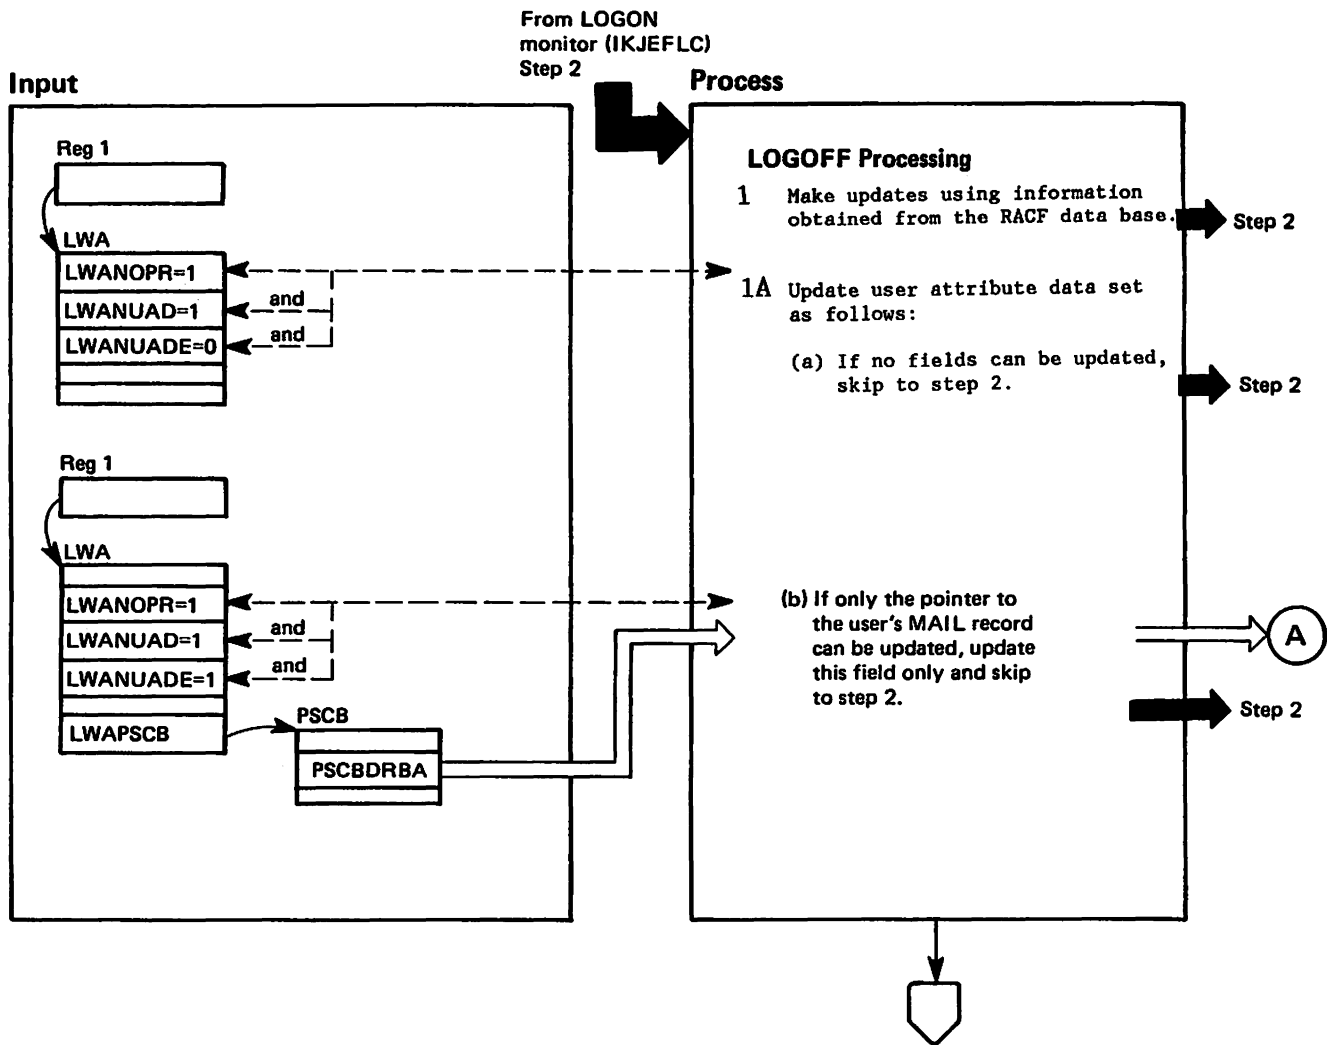 From LOGON
monitor (IKJEFLC)
Step 2
Input
Process
Reg 1
LWA
LWANOPR=1
and
LWANUAD=1
and
LWANUADE=0
Reg 1
LWA
LWANOPR=1
and
LWANUAD=1
and
LWANUADE=1
LWAPSCB
PSCB
PSCBDRBA
LOGOFF Processing
1 Make updates using information
obtained from the RACF data base.
Step 2
1A Update user attribute data set
as follows:
(a) If no fields can be updated,
skip to step 2.
Step 2
(b) If only the pointer to
the user's MAIL record
can be updated, update
this field only and skip
to step 2.
A
Step 2